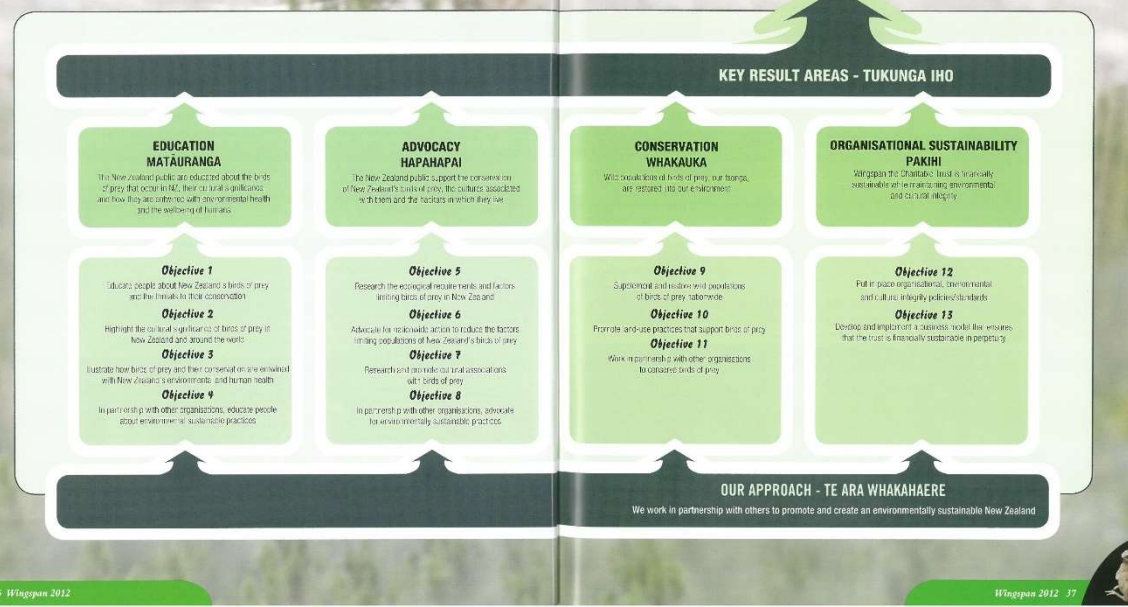 KEY RESULT AREAS - TUKUNGA IHO
EDUCATION
MATĀURANGA
The New Zealand public are educated about the birds
of prey that occur in NZ, their cultural significance
and how they are entwined with environmental health
and the wellbeing of humans
ADVOCACY
HAPAHAPAI
The New Zealand public support the conservation
of New Zealand's birds of prey, the cultures associated
with them and the habitats in which they live
CONSERVATION
WHAKAUKA
Wild populations of birds of prey, our taonga,
are restored into our environment
ORGANISATIONAL SUSTAINABILITY
PAKIHI
Wingspan the Charitable Trust is financially
sustainable while maintaining environmental
and cultural integrity
Objective 1
Educate people about New Zealand's birds of prey
and the threats to their conservation
Objective 2
Highlight the cultural significance of birds of prey in
New Zealand and around the world
Objective 3
Illustrate how birds of prey and their conservation are entwined
with New Zealand's environmental and human health
Objective 4
In partnership with other organisations, educate people
about environmental sustainable practices
Objective 5
Research the ecological requirements and factors
limiting birds of prey in New Zealand
Objective 6
Advocate for nationwide action to reduce the factors
limiting populations of New Zealand's birds of prey
Objective 7
Research and promote cultural associations
with birds of prey
Objective 8
In partnership with other organisations, advocate
for environmentally sustainable practices
Objective 9
Supplement and restore wild populations
of birds of prey nationwide
Objective 10
Promote land-use practices that support birds of prey
Objective 11
Work in partnership with other organisations
to conserve birds of prey
Objective 12
Put in place organisational, environmental
and cultural integrity policies/standards
Objective 13
Develop and implement a business model that ensures
that the trust is financially sustainable in perpetuity
OUR APPROACH - TE ARA WHAKAHAERE
We work in partnership with others to promote and create an environmentally sustainable New Zealand
Wingspan 2012
Wingspan 2012 37